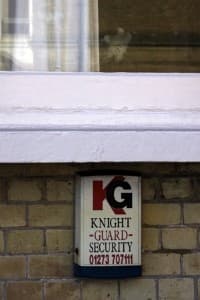 KG
KNIGHT
-GUARD-
SECURITY
01273 707111